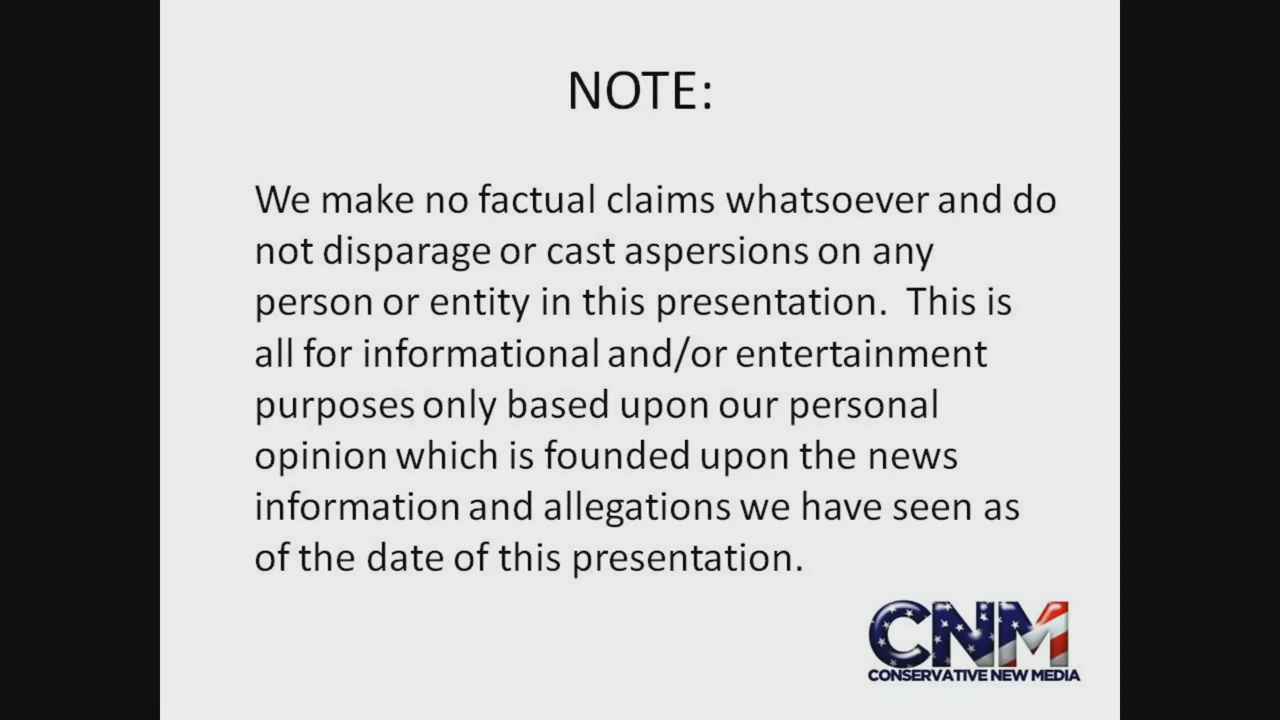 NOTE:
We make no factual claims whatsoever and do
not disparage or cast aspersions on any
person or entity in this presentation.  This is
all for informational and/or entertainment
purposes only based upon our personal
opinion which is founded upon the news
information and allegations we have seen as
of the date of this presentation.
CNM
CONSERVATIVE NEW MEDIA